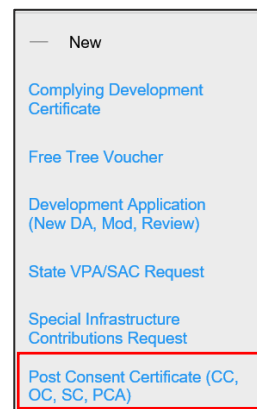 — New
Complying Development
Certificate
Free Tree Voucher
Development Application
(New DA, Mod, Review)
State VPA/SAC Request
Special Infrastructure
Contributions Request
Post Consent Certificate (CC,
OC, SC, PCA)